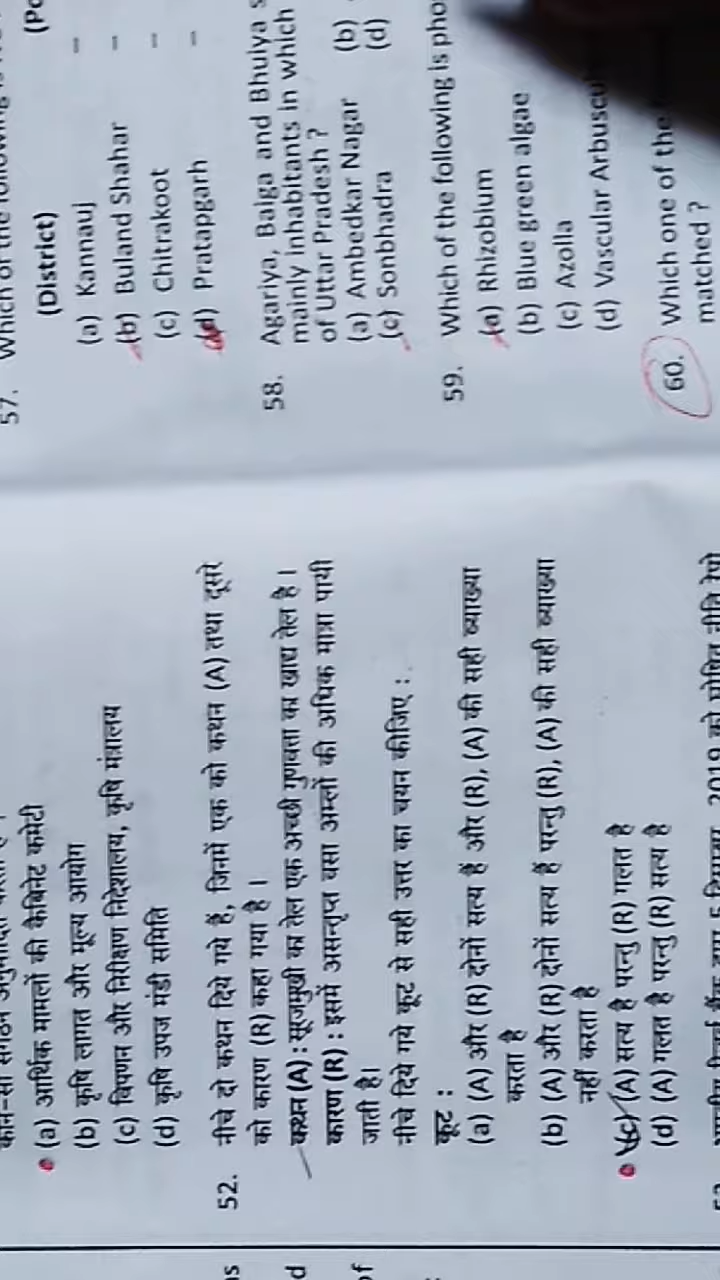 (a) आर्थिक मामलों की कैबिनेट कमेटी
(b) कृषि लागत और मूल्य आयोग
(c) विपणन और निरीक्षण निदेशालय, कृषि मंत्रालय
(d) कृषि उपज मंडी समिति
52. नीचे दो कथन दिये गये हैं, जिनमें एक को कथन (A) तथा दूसरे
को कारण (R) कहा गया है ।
कथन (A) : सूरजमुखी का तेल एक अच्छी गुणवत्ता का खाद्य तेल है ।
कारण (R) : इसमें असन्तृप्त वसा अम्लों की अधिक मात्रा पायी
जाती है।
नीचे दिये गये कूट से सही उत्तर का चयन कीजिए :
कूट :
(a) (A) और (R) दोनों सत्य हैं और (R), (A) की सही व्याख्या
करता है
(b) (A) और (R) दोनों सत्य हैं परन्तु (R), (A) की सही व्याख्या
नहीं करता है
(c) (A) सत्य है परन्तु (R) गलत है
(d) (A) गलत है परन्तु (R) सत्य है
57. Which of the
(District)
(a) Kannauj –
(b) Buland Shahar –
(c) Chitrakoot –
(d) Pratapgarh –
58. Agariya, Baiga and Bhuiya
mainly inhabitants in which
of Uttar Pradesh ?
(a) Ambedkar Nagar (b)
(c) Sonbhadra (d)
59. Which of the following is
(a) Rhizobium
(b) Blue green algae
(c) Azolla
(d) Vascular
60. Which one of the
matched ?